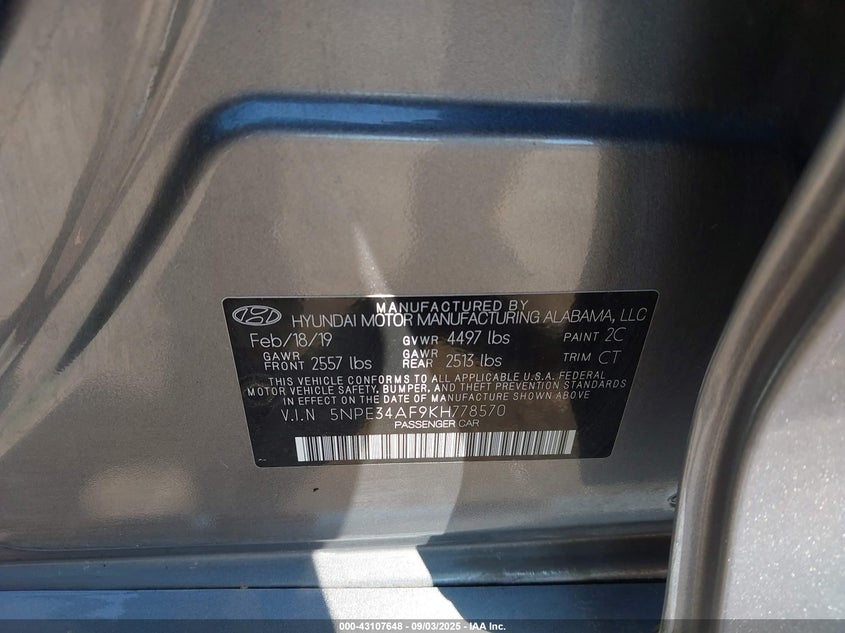 MANUFACTURED BY
HYUNDAI MOTOR MANUFACTURING ALABAMA, LLC
Feb/18/19 GVWR 4497 lbs PAINT 2C
GAWR FRONT 2557 lbs GAWR REAR 2513 lbs TRIM CT
THIS VEHICLE CONFORMS TO ALL APPLICABLE U.S.A. FEDERAL
MOTOR VEHICLE SAFETY, BUMPER, AND THEFT PREVENTION STANDARDS
IN EFFECT ON THE DATE OF MANUFACTURE SHOWN ABOVE
V.I.N 5NPE34AF9KH778570
PASSENGER CAR
000-43107648 - 09/03/2025 - IAA Inc.